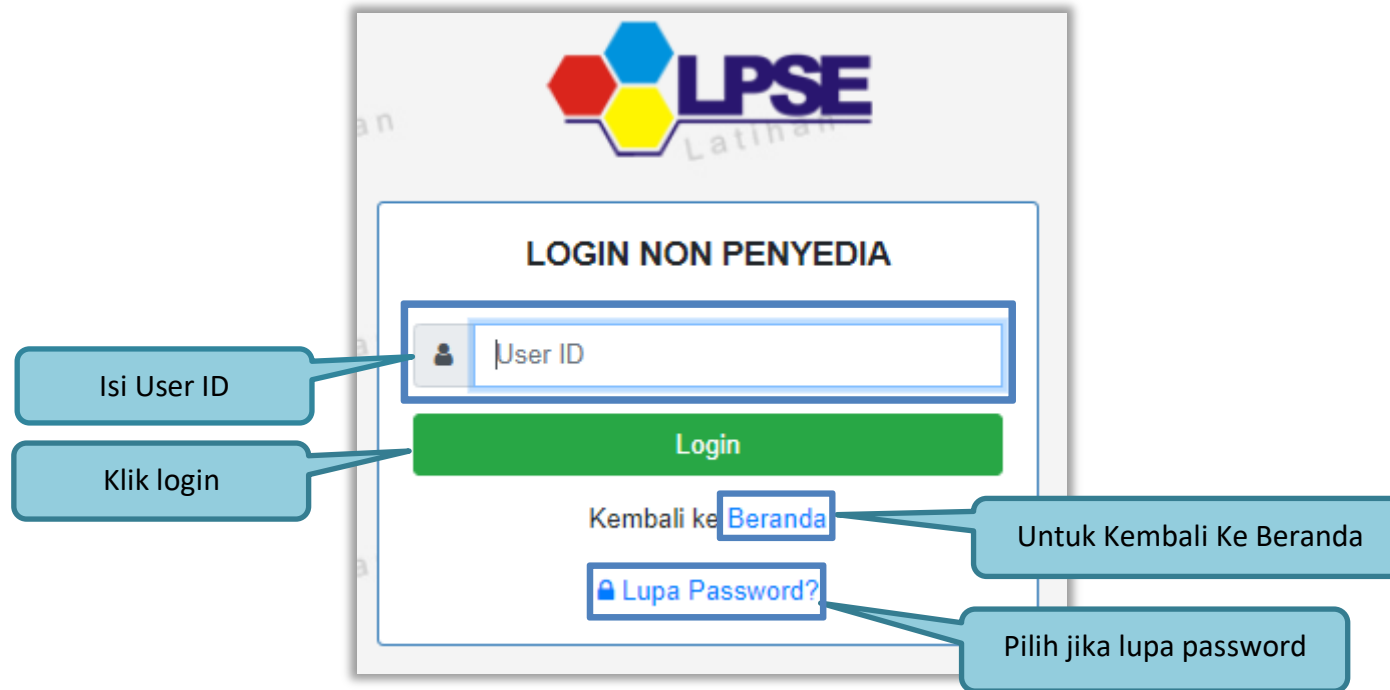 LPSE
an
Latihan
LOGIN NON PENYEDIA
Isi User ID
User ID
Klik login
Login
Kembali ke Beranda
Untuk Kembali Ke Beranda
Lupa Password?
Pilih jika lupa password